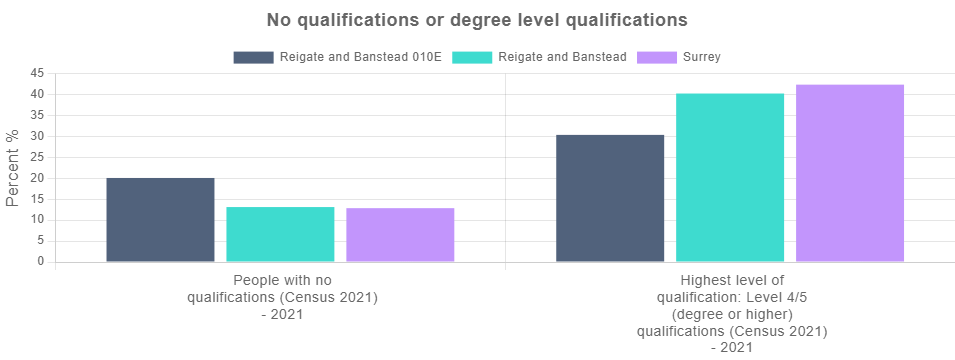 No qualifications or degree level qualifications
Reigate and Banstead 010E Reigate and Banstead Surrey
Percent %
45
40
35
30
25
20
15
10
5
0
People with no
qualifications (Census 2021)
- 2021
Highest level of
qualification: Level 4/5
(degree or higher)
qualifications (Census 2021)
- 2021